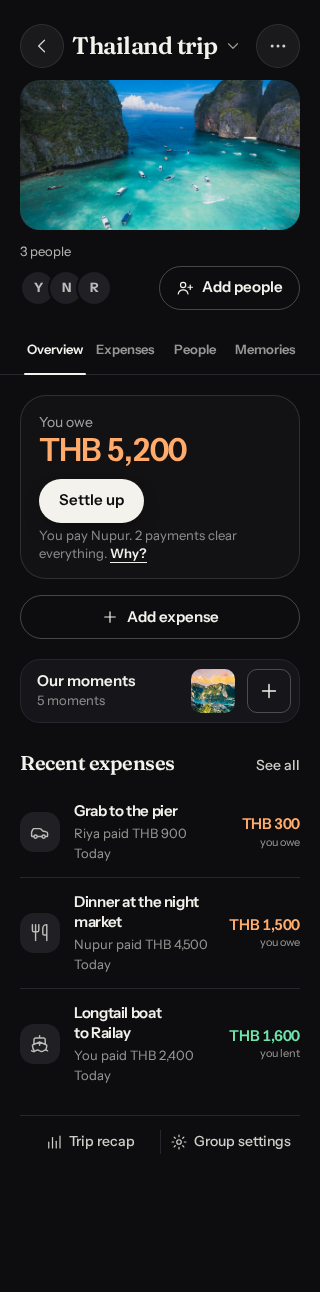 Thailand trip
3 people
Y N R
Add people
Overview Expenses People Memories
You owe
THB 5,200
Settle up
You pay Nupur. 2 payments clear
everything. Why?
Add expense
Our moments
5 moments
Recent expenses See all
Grab to the pier
Riya paid THB 900
Today
THB 300
you owe
Dinner at the night
market
Nupur paid THB 4,500
Today
THB 1,500
you owe
Longtail boat
to Railay
You paid THB 2,400
Today
THB 1,600
you lent
Trip recap Group settings